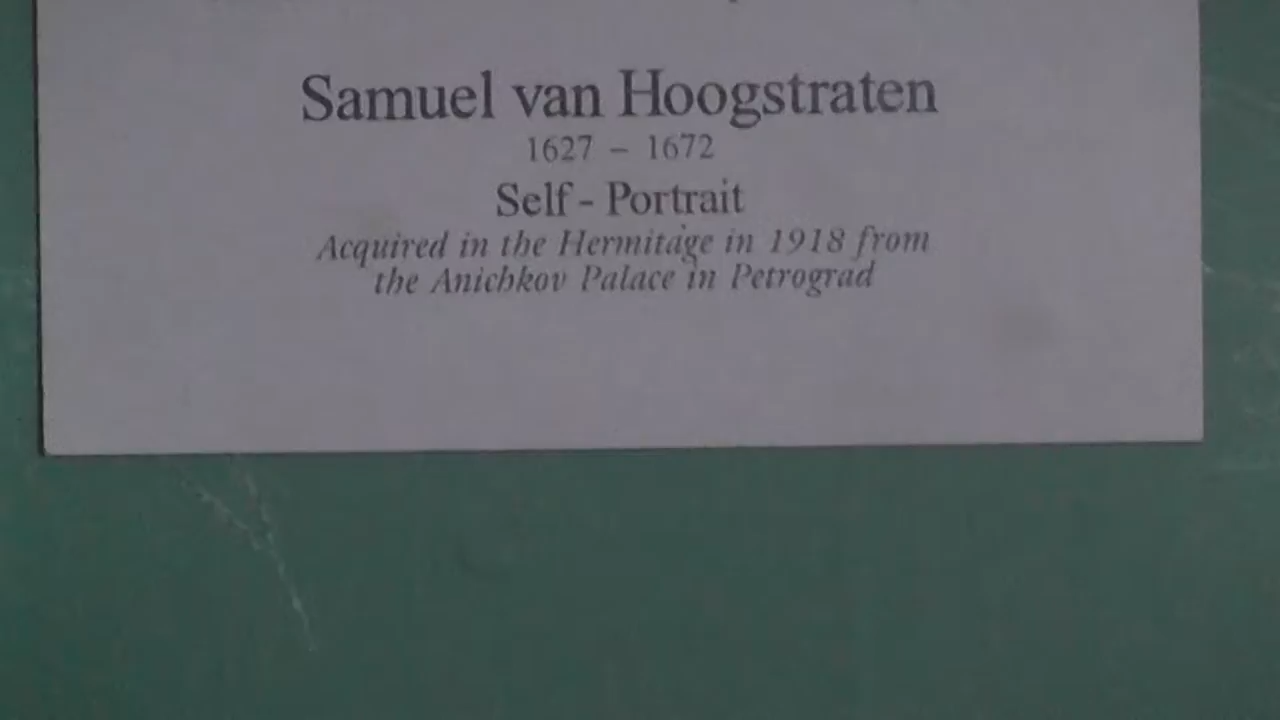 Samuel van Hoogstraten
1627 – 1672
Self - Portrait
Acquired in the Hermitage in 1918 from
the Anichkov Palace in Petrograd